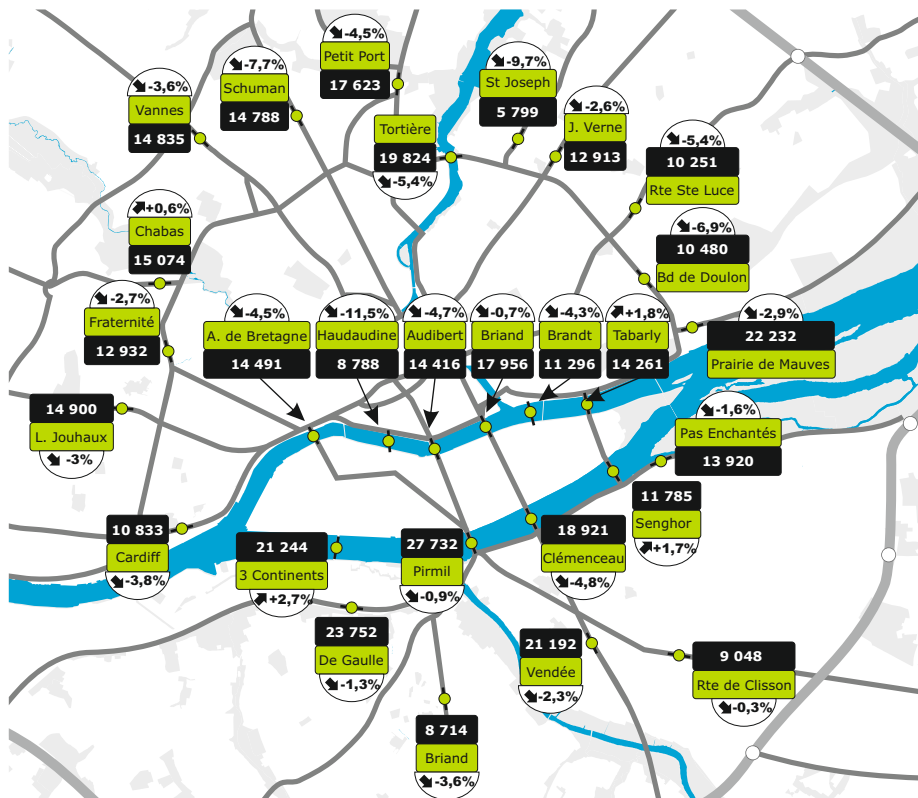 -4,5%
Petit Port
17 623
-9,7%
St Joseph
5 799
-7,7%
Schuman
14 788
-3,6%
Vannes
14 835
-2,6%
J. Verne
12 913
Tortière
19 824
-5,4%
-5,4%
10 251
Rte Ste Luce
+0,6%
Chabas
15 074
-6,9%
10 480
Bd de Doulon
-2,7%
Fraternité
12 932
-4,5%
A. de Bretagne
14 491
-11,5%
Haudaudine
8 788
-4,7%
Audibert
14 416
-0,7%
Briand
17 956
-4,3%
Brandt
11 296
+1,8%
Tabarly
14 261
-2,9%
22 232
Prairie de Mauves
14 900
L. Jouhaux
-3%
-1,6%
Pas Enchantés
13 920
11 785
Senghor
+1,7%
10 833
Cardiff
-3,8%
21 244
3 Continents
+2,7%
27 732
Pirmil
-0,9%
18 921
Clémenceau
-4,8%
23 752
De Gaulle
-1,3%
21 192
Vendée
-2,3%
9 048
Rte de Clisson
-0,3%
8 714
Briand
-3,6%